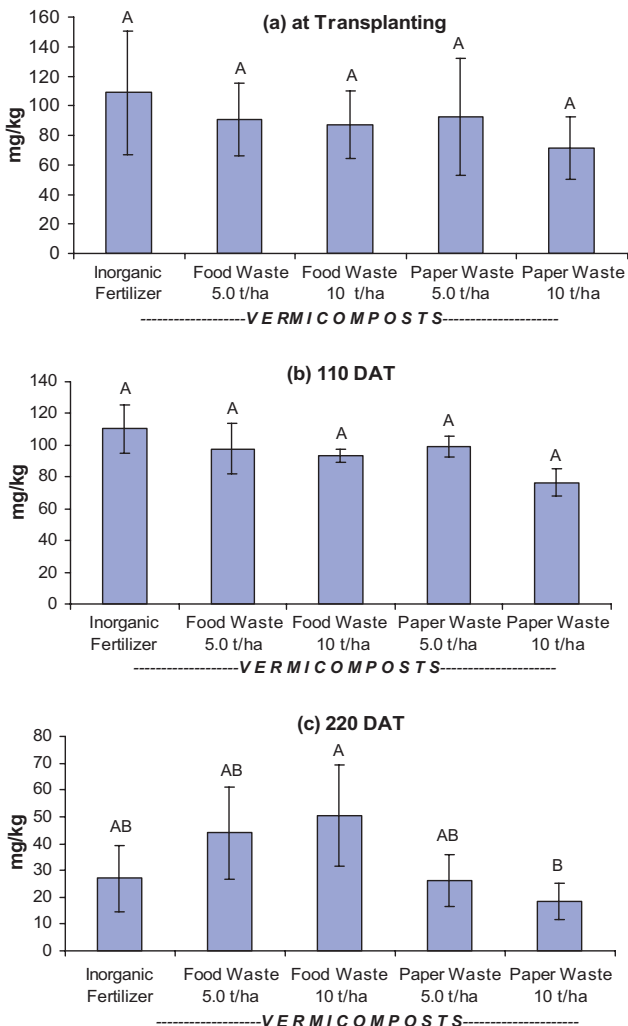 (a) at Transplanting
mg/kg
160
140
120
100
80
60
40
20
0
A
A
A
A
A
Inorganic Fertilizer
Food Waste 5.0 t/ha
Food Waste 10 t/ha
Paper Waste 5.0 t/ha
Paper Waste 10 t/ha
-------------------VERMICOMPOSTS---------------------
(b) 110 DAT
mg/kg
140
120
100
80
60
40
20
0
A
A
A
A
A
Inorganic Fertilizer
Food Waste 5.0 t/ha
Food Waste 10 t/ha
Paper Waste 5.0 t/ha
Paper Waste 10 t/ha
-------------------VERMICOMPOSTS---------------------
(c) 220 DAT
mg/kg
80
70
60
50
40
30
20
10
0
AB
AB
A
AB
B
Inorganic Fertilizer
Food Waste 5.0 t/ha
Food Waste 10 t/ha
Paper Waste 5.0 t/ha
Paper Waste 10 t/ha
-------------------VERMICOMPOSTS---------------------